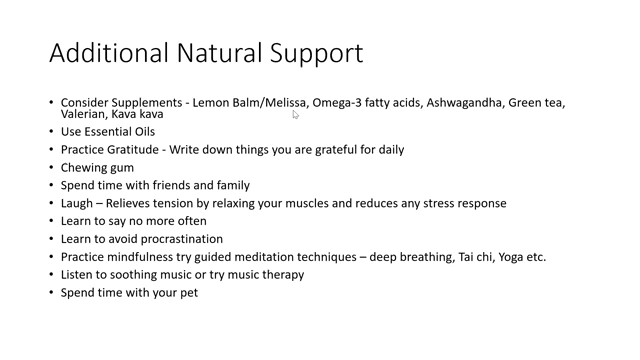 Additional Natural Support
• Consider Supplements - Lemon Balm/Melissa, Omega-3 fatty acids, Ashwagandha, Green tea,
Valerian, Kava kava
• Use Essential Oils
• Practice Gratitude - Write down things you are grateful for daily
• Chewing gum
• Spend time with friends and family
• Laugh – Relieves tension by relaxing your muscles and reduces any stress response
• Learn to say no more often
• Learn to avoid procrastination
• Practice mindfulness try guided meditation techniques – deep breathing, Tai chi, Yoga etc.
• Listen to soothing music or try music therapy
• Spend time with your pet